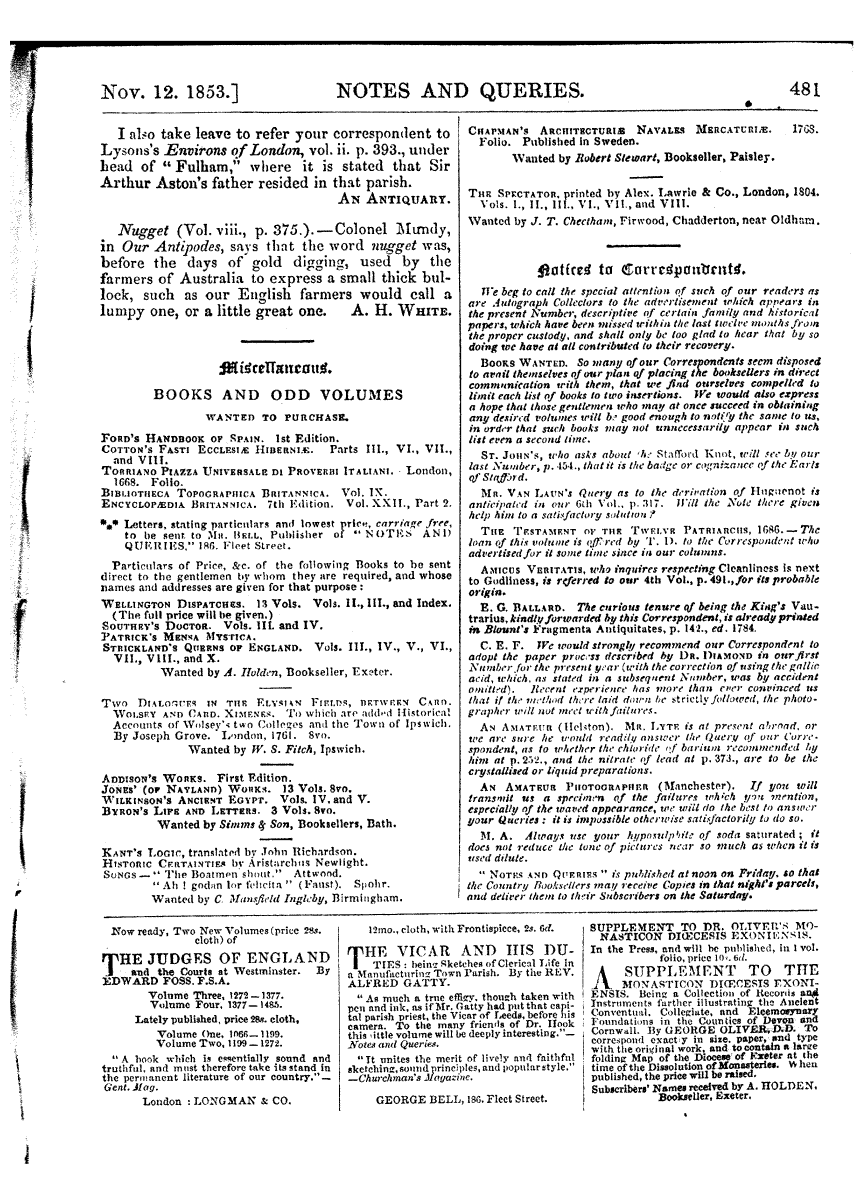 Nov. 12. 1853.] NOTES AND QUERIES. 481
I also take leave to refer your correspondent to
Lysons's Environs of London, vol. ii. p. 393., under
head of " Fulham," where it is stated that Sir
Arthur Aston's father resided in that parish.
AN ANTIQUARY.
Nugget (Vol. viii., p. 375.).—Colonel Mundy,
in Our Antipodes, says that the word nugget was,
before the days of gold digging, used by the
farmers of Australia to express a small thick bul-
lock, such as our English farmers would call a
lumpy one, or a little great one. A. H. WHITE.
Miscellaneous.
BOOKS AND ODD VOLUMES
WANTED TO PURCHASE.
FORD'S HANDBOOK OF SPAIN. 1st Edition.
COTTON'S FASTI ECCLESIÆ HIBERNIÆ. Parts III., VI., VII.,
and VIII.
TORRIANO PIAZZA UNIVERSALE DI PROVERBI ITALIANI. London,
1668. Folio.
BIBLIOTHECA TOPOGRAPHICA BRITANNICA. Vol. IX.
ENCYCLOPÆDIA BRITANNICA. 7th Edition. Vol. XXII., Part 2.
*** Letters, stating particulars and lowest price, carriage free,
to be sent to MR. BELL, Publisher of " NOTES AND
QUERIES," 186. Fleet Street.
Particulars of Price, &c. of the following Books to be sent
direct to the gentlemen by whom they are required, and whose
names and addresses are given for that purpose :
WELLINGTON DISPATCHES. 13 Vols. Vols. II., III., and Index.
(The full price will be given.)
SOUTHEY'S DOCTOR. Vols. III. and IV.
PATRICK'S MENSA MYSTICA.
STRICKLAND'S QUEENS OF ENGLAND. Vols. III., IV., V., VI.,
VII., VIII., and X.
Wanted by A. Holden, Bookseller, Exeter.
TWO DIALOGUES IN THE ELYSIAN FIELDS, BETWEEN CARD.
WOLSEY AND CARD. XIMENES. To which are added Historical
Accounts of Wolsey's two Colleges and the Town of Ipswich.
By Joseph Grove. London, 1761. 8vo.
Wanted by W. S. Fitch, Ipswich.
ADDISON'S WORKS. First Edition.
JONES' (OF NAYLAND) WORKS. 13 Vols. 8vo.
WILKINSON'S ANCIENT EGYPT. Vols. IV. and V.
BYRON'S LIFE AND LETTERS. 3 Vols. 8vo.
Wanted by Simms & Son, Booksellers, Bath.
KANT'S LOGIC, translated by John Richardson.
HISTORIC CERTAINTIES by Aristarchus Newlight.
SONGS — " The Boatmen shout." Attwood.
" Ah ! godan lor felicita " (Faust). Spohr.
Wanted by C. Mansfield Ingleby, Birmingham.
CHAPMAN'S ARCHITECTURIÆ NAVALES MERCATURIÆ. 1768.
Folio. Published in Sweden.
Wanted by Robert Stewart, Bookseller, Paisley.
THE SPECTATOR, printed by Alex. Lawrie & Co., London, 1804.
Vols. I., II., III., VI., VII., and VIII.
Wanted by J. T. Cheetham, Firwood, Chadderton, near Oldham.
Notices to Correspondents.
We beg to call the special attention of such of our readers as
are Autograph Collectors to the advertisement which appears in
the present Number, descriptive of certain family and historical
papers, which have been missed within the last twelve months from
the proper custody, and shall only be too glad to hear that by so
doing we have at all contributed to their recovery.
BOOKS WANTED. So many of our Correspondents seem disposed
to avail themselves of our plan of placing the booksellers in direct
communication with them, that we find ourselves compelled to
limit each list of books to two insertions. We would also express
a hope that those gentlemen who may at once succeed in obtaining
any desired volumes will be good enough to notify the same to us,
in order that such books may not unnecessarily appear in such
list even a second time.
ST. JOHN'S, who asks about the Stafford Knot, will see by our
last Number, p. 454., that it is the badge or cognizance of the Earls
of Stafford.
MR. VAN LAUN'S Query as to the derivation of Huguenot is
anticipated in our 6th Vol., p. 317. Will the Note there given
help him to a satisfactory solution ?
THE TESTAMENT OF THE TWELVE PATRIARCHS, 1686. — The
loan of this volume is offered by T. D. to the Correspondent who
advertised for it some time since in our columns.
AMICUS VERITATIS, who inquires respecting Cleanliness is next
to Godliness, is referred to our 4th Vol., p. 491., for its probable
origin.
E. G. BALLARD. The curious tenure of being the King's Vau-
trarius, kindly forwarded by this Correspondent, is already printed
in Blount's Fragmenta Antiquitates, p. 142., ed. 1784.
C. E. F. We would strongly recommend our Correspondent to
adopt the paper process described by DR. DIAMOND in our first
Number for the present year (with the correction of using the gallic
acid, which, as stated in a subsequent Number, was by accident
omitted). Recent experience has more than ever convinced us
that if the method there laid down be strictly followed, the photo-
grapher will not meet with failures.
AN AMATEUR (Helston). MR. LYTE is at present abroad, or
we are sure he would readily answer the Query of our Corre-
spondent, as to whether the chloride of barium recommended by
him at p. 252., and the nitrate of lead at p. 373., are to be the
crystallised or liquid preparations.
AN AMATEUR PHOTOGRAPHER (Manchester). If you will
transmit us a specimen of the failures which you mention,
especially of the waved appearance, we will do the best to answer
your Queries : it is impossible otherwise satisfactorily to do so.
M. A. Always use your hyposulphite of soda saturated ; it
does not reduce the tone of pictures near so much as when it is
used dilute.
" NOTES AND QUERIES " is published at noon on Friday, so that
the Country Booksellers may receive Copies in that night's parcels,
and deliver them to their Subscribers on the Saturday.
Now ready, Two New Volumes (price 28s.
cloth) of
THE JUDGES OF ENGLAND
and the Courts at Westminster. By
EDWARD FOSS, F.S.A.
Volume Three, 1272 — 1377.
Volume Four, 1377 — 1485.
Lately published, price 28s. cloth,
Volume One, 1066 — 1199.
Volume Two, 1199 — 1272.
" A book which is essentially sound and
truthful, and must therefore take its stand in
the permanent literature of our country." —
Gent. Mag.
London : LONGMAN & CO.
12mo., cloth, with Frontispiece, 2s. 6d.
THE VICAR AND HIS DU-
TIES : being Sketches of Clerical Life in
a Manufacturing Town Parish. By the REV.
ALFRED GATTY.
" As much a true effigy, though taken with
pen and ink, as if Mr. Gatty had put that capi-
tal parish priest, the Vicar of Leeds, before his
camera. To the many friends of Dr. Hook
this little volume will be deeply interesting." —
Notes and Queries.
" It unites the merit of lively and faithful
sketching, sound principles, and popular style."
— Churchman's Magazine.
GEORGE BELL, 186. Fleet Street.
SUPPLEMENT TO DR. OLIVER'S MO-
NASTICON DIŒCESIS EXONIENSIS.
In the Press, and will be published, in 1 vol.
folio, price 10s. 6d.
A SUPPLEMENT TO THE
MONASTICON DIŒCESIS EXONI-
ENSIS. Being a Collection of Records and
Instruments farther illustrating the Ancient
Conventual, Collegiate, and Eleemosynary
Foundations in the Counties of Devon and
Cornwall. By GEORGE OLIVER, D.D. To
correspond exactly in size, paper, and type
with the original work, and to contain a large
folding Map of the Diocese of Exeter at the
time of the Dissolution of Monasteries. When
published, the price will be raised.
Subscribers' Names received by A. HOLDEN,
Bookseller, Exeter.